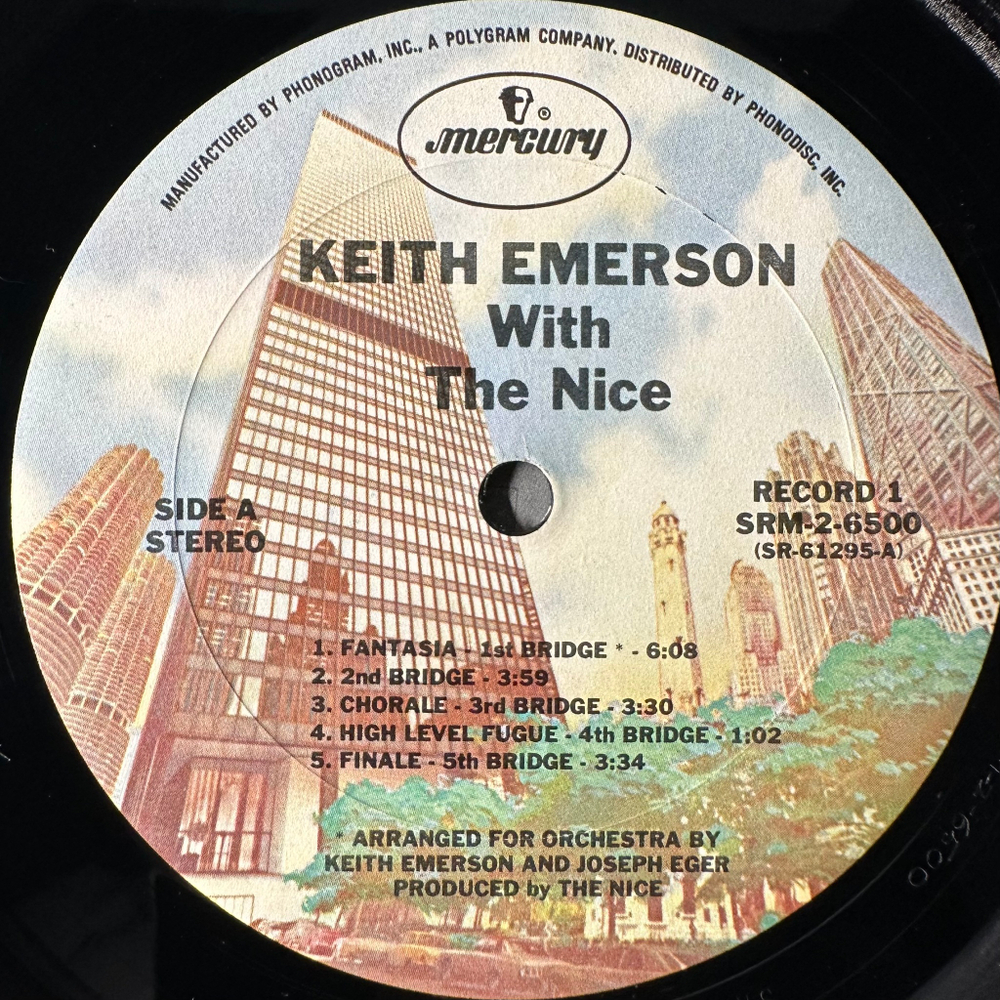 MANUFACTURED BY PHONOGRAM, INC., A POLYGRAM COMPANY. DISTRIBUTED BY PHONODISC, INC.
mercury ®
KEITH EMERSON
With
The Nice
SIDE A
STEREO
RECORD 1
SRM-2-6500
(SR-61295-A)
1. FANTASIA - 1st BRIDGE * - 6:08
2. 2nd BRIDGE - 3:59
3. CHORALE - 3rd BRIDGE - 3:30
4. HIGH LEVEL FUGUE - 4th BRIDGE - 1:02
5. FINALE - 5th BRIDGE - 3:34
* ARRANGED FOR ORCHESTRA BY
KEITH EMERSON AND JOSEPH EGER
PRODUCED by THE NICE